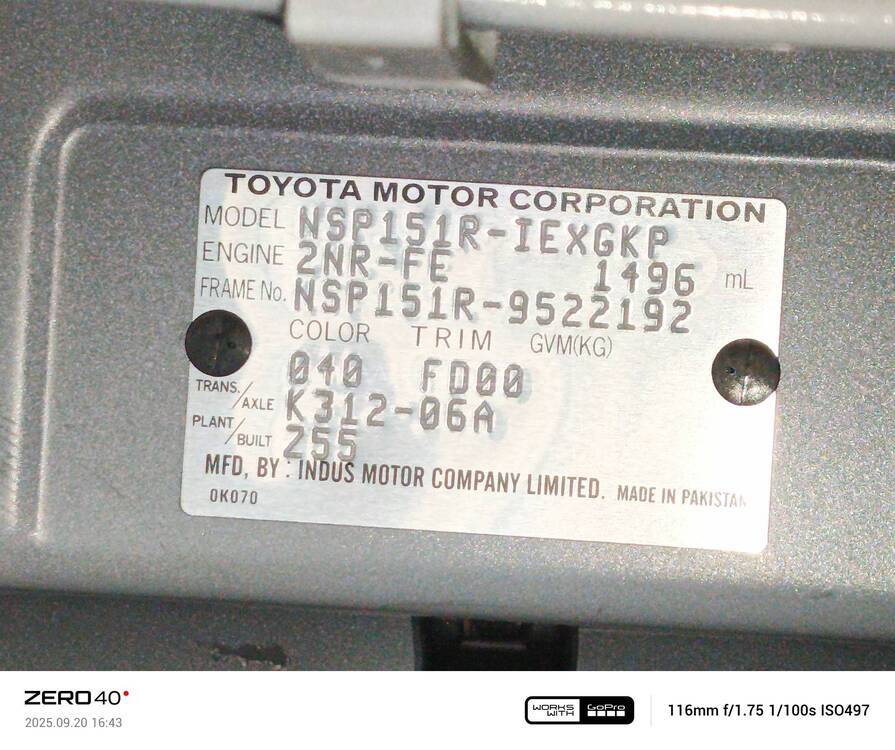 TOYOTA MOTOR CORPORATION
MODEL NSP151R-IEXGKP
ENGINE 2NR-FE 1496 mL
FRAME No. NSP151R-9522192
COLOR TRIM GVM(KG)
040 FD00
TRANS./AXLE K312-06A
PLANT/BUILT Z55
MFD, BY : INDUS MOTOR COMPANY LIMITED. MADE IN PAKISTAN
0K070
ZERO40
2025.09.20 16:43
WORKS WITH GoPro
116mm f/1.75 1/100s ISO497